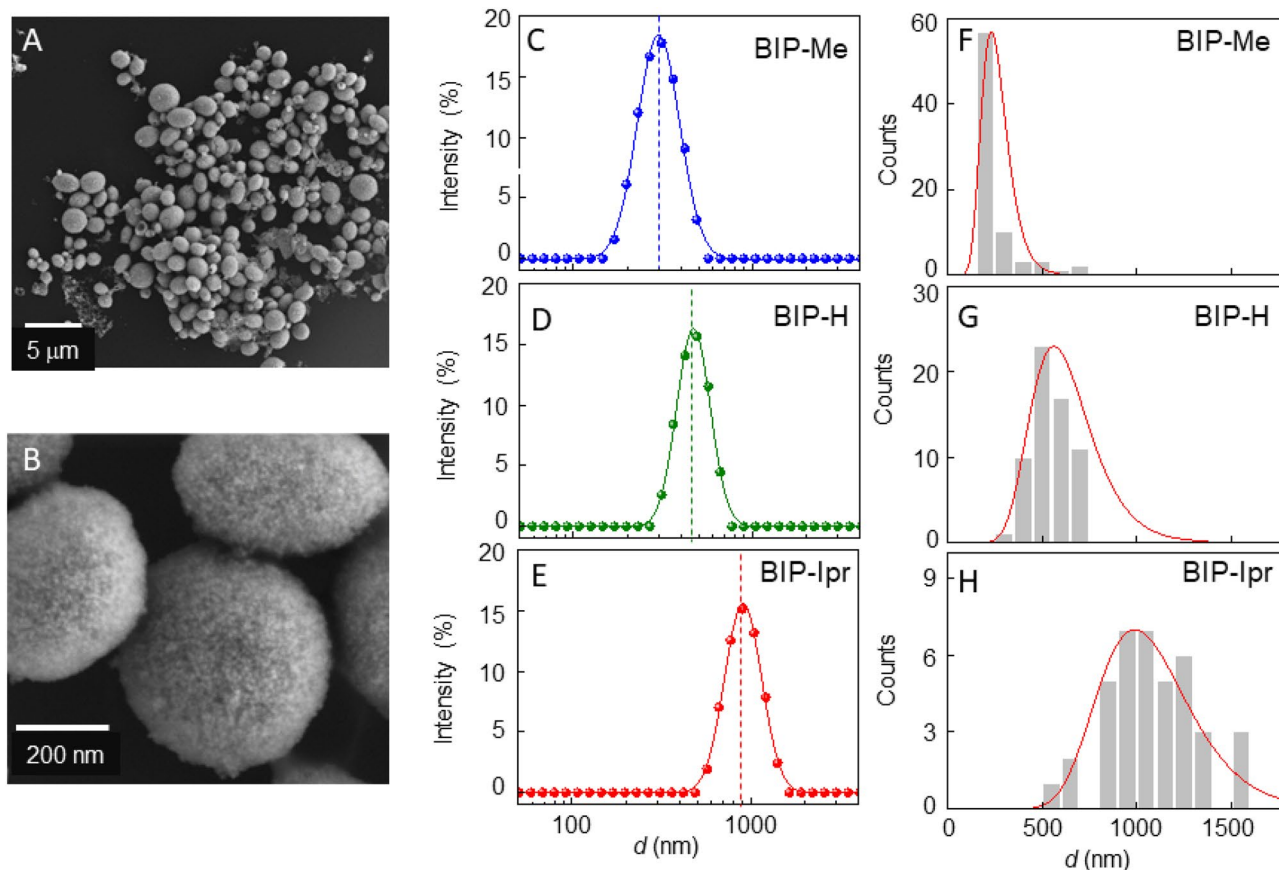 A
5 μm
B
200 nm
C
BIP-Me
20
15
10
5
0
Intensity (%)
D
BIP-H
20
15
10
5
0
Intensity (%)
E
BIP-Ipr
20
15
10
5
0
Intensity (%)
100
1000
d (nm)
F
BIP-Me
60
40
20
0
Counts
G
BIP-H
30
20
10
0
Counts
H
BIP-Ipr
9
6
3
0
Counts
0
500
1000
1500
d (nm)